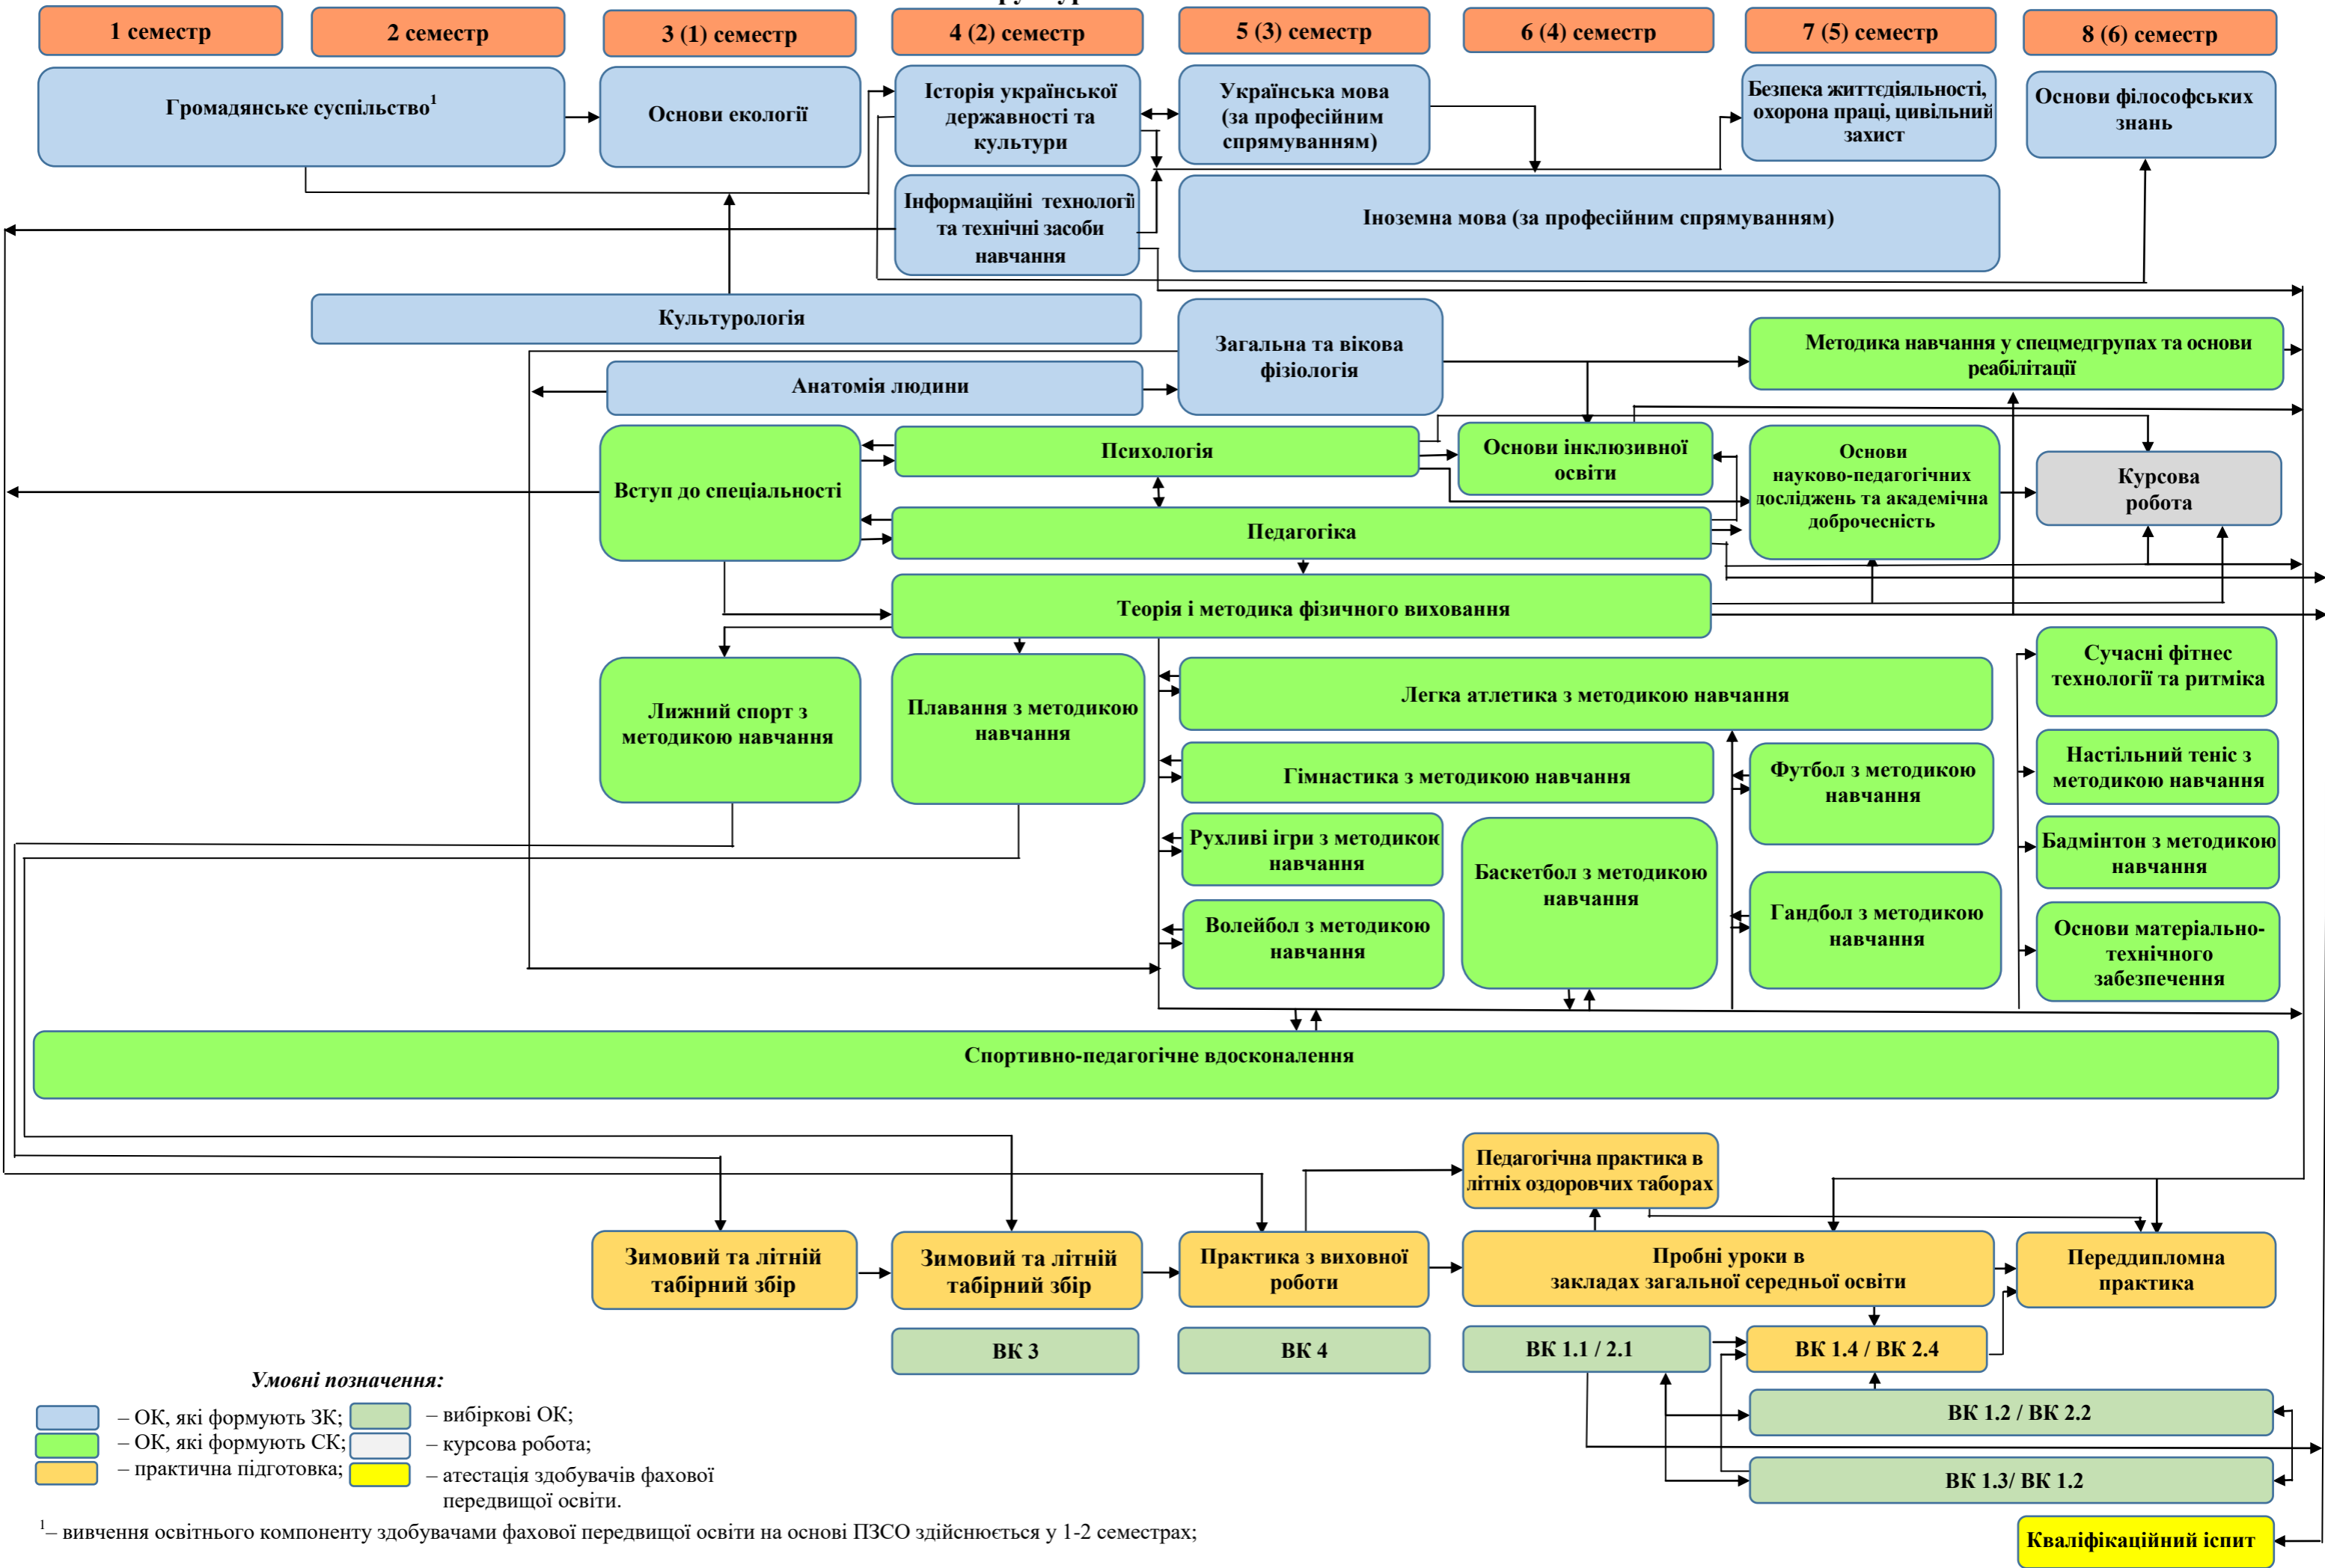 1 семестр
2 семестр
3 (1) семестр
4 (2) семестр
5 (3) семестр
6 (4) семестр
7 (5) семестр
8 (6) семестр
Громадянське суспільство¹
Основи екології
Історія української
державності та
культури
Українська мова
(за професійним
спрямуванням)
Безпека життєдіяльності,
охорона праці, цивільний
захист
Основи філософських
знань
Інформаційні технології
та технічні засоби
навчання
Іноземна мова (за професійним спрямуванням)
Культурологія
Загальна та вікова
фізіологія
Методика навчання у спецмедгрупах та основи
реабілітації
Анатомія людини
Вступ до спеціальності
Психологія
Основи інклюзивної
освіти
Основи
науково-педагогічних
досліджень та академічна
доброчесність
Курсова
робота
Педагогіка
Теорія і методика фізичного виховання
Лижний спорт з
методикою навчання
Плавання з методикою
навчання
Легка атлетика з методикою навчання
Сучасні фітнес
технології та ритміка
Гімнастика з методикою навчання
Футбол з методикою
навчання
Настільний теніс з
методикою навчання
Рухливі ігри з методикою
навчання
Баскетбол з методикою
навчання
Бадмінтон з методикою
навчання
Волейбол з методикою
навчання
Гандбол з методикою
навчання
Основи матеріально-
технічного
забезпечення
Спортивно-педагогічне вдосконалення
Педагогічна практика в
літніх оздоровчих таборах
Зимовий та літній
табірний збір
Зимовий та літній
табірний збір
Практика з виховної
роботи
Пробні уроки в
закладах загальної середньої освіти
Переддипломна
практика
ВК 3
ВК 4
ВК 1.1 / 2.1
ВК 1.4 / ВК 2.4
ВК 1.2 / ВК 2.2
ВК 1.3/ ВК 1.2
Кваліфікаційний іспит
Умовні позначення:
– ОК, які формують ЗК;
– вибіркові ОК;
– ОК, які формують СК;
– курсова робота;
– практична підготовка;
– атестація здобувачів фахової
передвищої освіти.
¹– вивчення освітнього компоненту здобувачами фахової передвищої освіти на основі ПЗСО здійснюється у 1-2 семестрах;